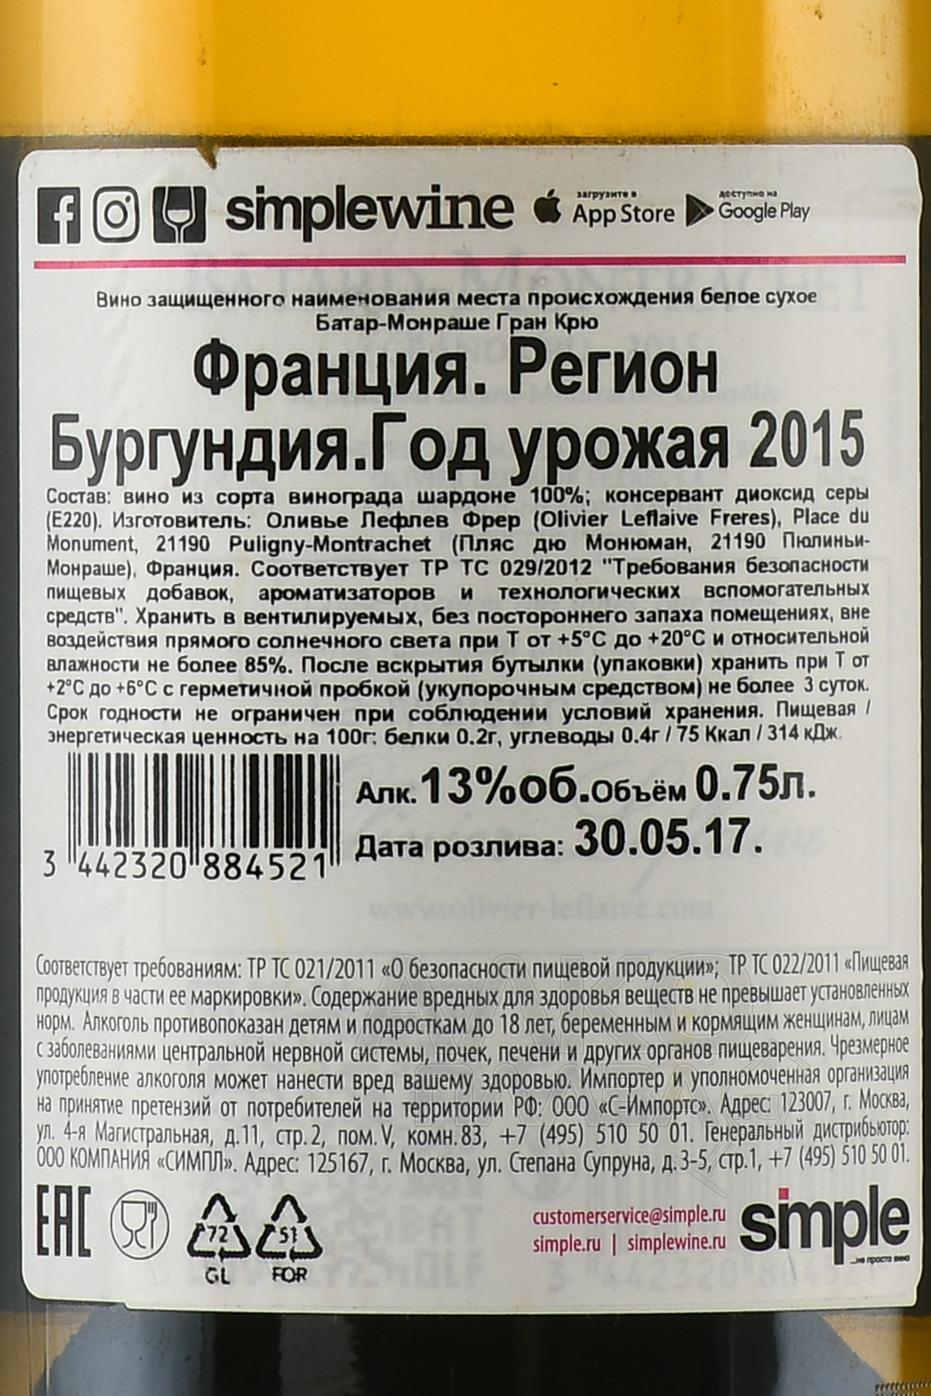 simplewine загрузите в App Store доступно на Google Play
Вино защищенного наименования места происхождения белое сухое
Батар-Монраше Гран Крю
Франция. Регион
Бургундия.Год урожая 2015
Состав: вино из сорта винограда шардоне 100%; консервант диоксид серы
(Е220). Изготовитель: Оливье Лефлев Фрер (Olivier Leflaive Freres), Place du
Monument, 21190 Puligny-Montrachet (Пляс дю Монюман, 21190 Пюлиньи-
Монраше), Франция. Соответствует ТР ТС 029/2012 "Требования безопасности
пищевых добавок, ароматизаторов и технологических вспомогательных
средств". Хранить в вентилируемых, без постороннего запаха помещениях, вне
воздействия прямого солнечного света при Т от +5°С до +20°С и относительной
влажности не более 85%. После вскрытия бутылки (упаковки) хранить при Т от
+2°С до +6°С с герметичной пробкой (укупорочным средством) не более 3 суток.
Срок годности не ограничен при соблюдении условий хранения. Пищевая /
энергетическая ценность на 100г: белки 0.2г, углеводы 0.4г / 75 Ккал / 314 кДж.
Алк.13%об.Объём 0.75л.
Дата розлива: 30.05.17.
3 442320 884521
www.olivier-leflaive.com
Соответствует требованиям: ТР ТС 021/2011 «О безопасности пищевой продукции»; ТР ТС 022/2011 «Пищевая
продукция в части ее маркировки». Содержание вредных для здоровья веществ не превышает установленных
норм. Алкоголь противопоказан детям и подросткам до 18 лет, беременным и кормящим женщинам, лицам
с заболеваниями центральной нервной системы, почек, печени и других органов пищеварения. Чрезмерное
употребление алкоголя может нанести вред вашему здоровью. Импортер и уполномоченная организация
на принятие претензий от потребителей на территории РФ: ООО «С-Импортс». Адрес: 123007, г. Москва,
ул. 4-я Магистральная, д.11, стр.2, пом.V, комн.83, +7 (495) 510 50 01. Генеральный дистрибьютор:
ООО КОМПАНИЯ «СИМПЛ». Адрес: 125167, г. Москва, ул. Степана Супруна, д.3-5, стр.1, +7 (495) 510 50 01.
EAC 72 GL 51 FOR
customerservice@simple.ru
simple.ru | simplewine.ru
simple
...не просто вино